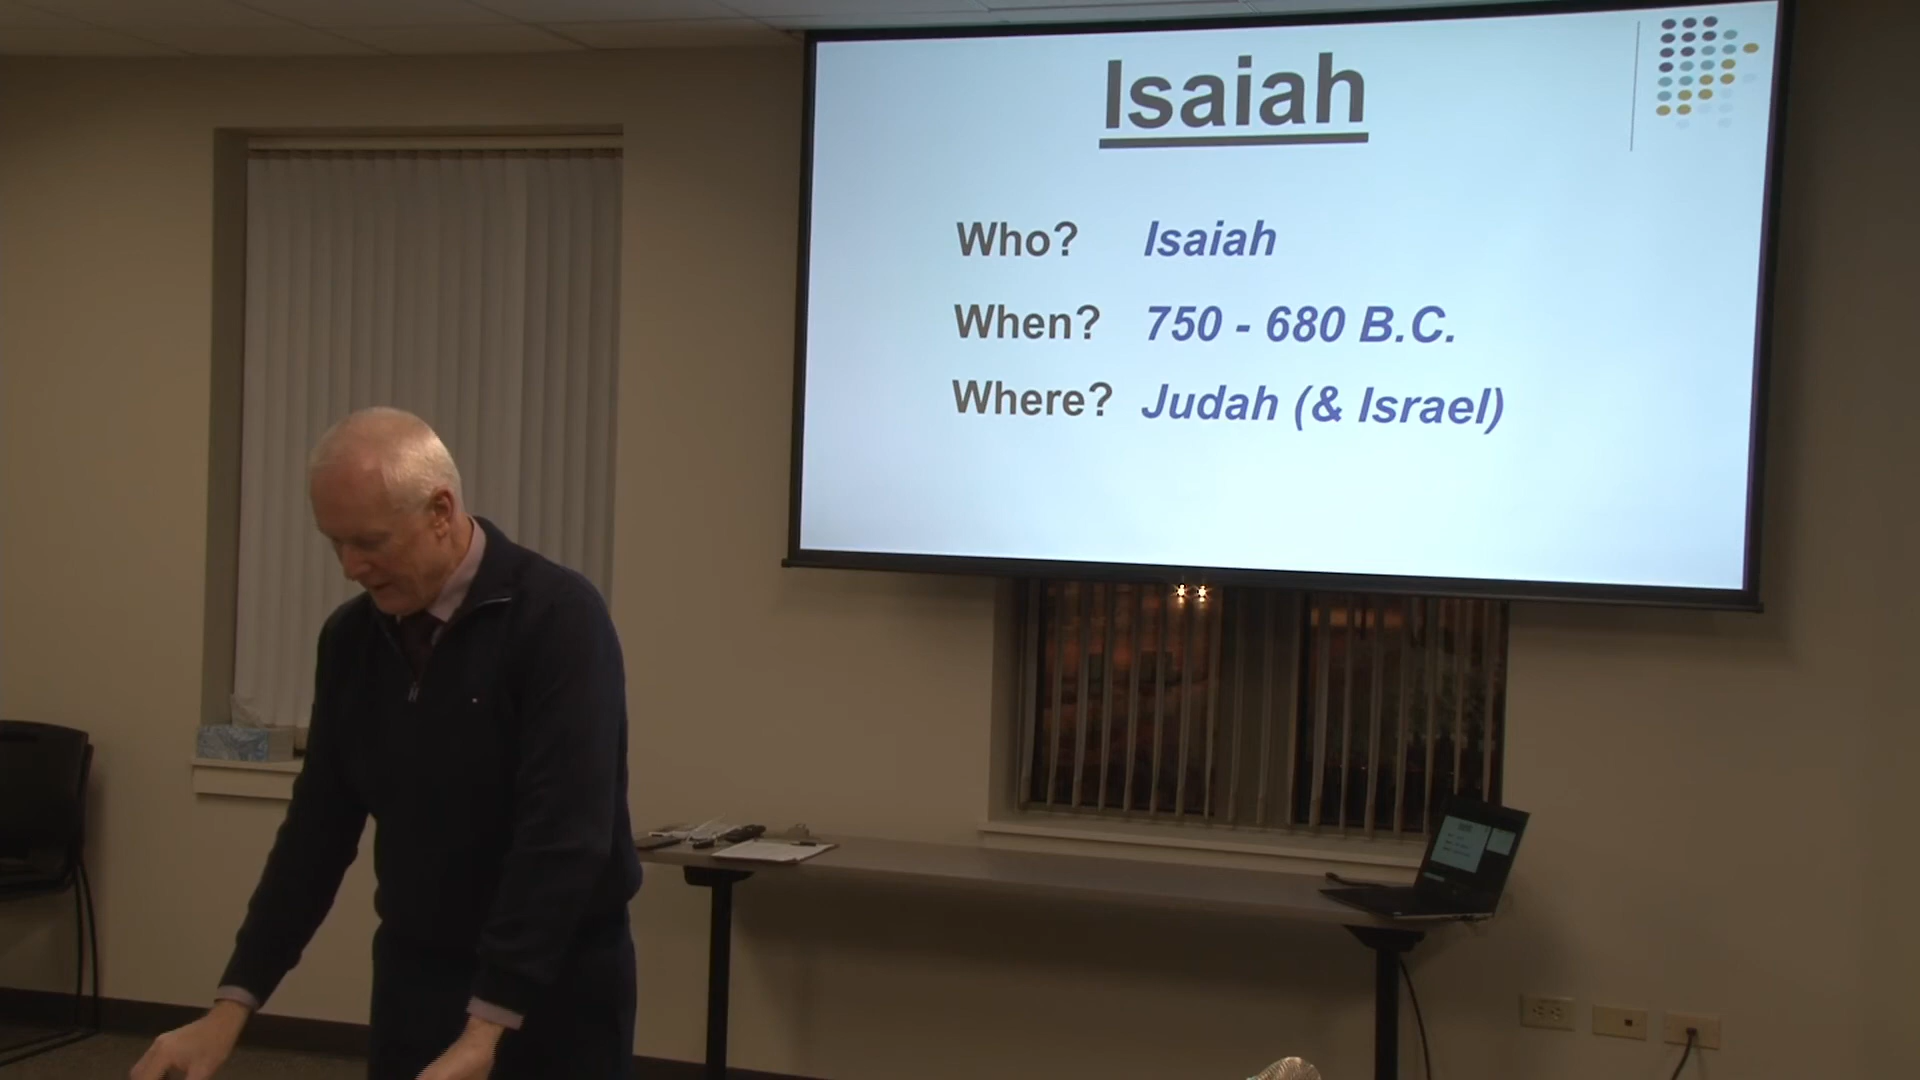 Isaiah
Who? Isaiah
When? 750 - 680 B.C.
Where? Judah (& Israel)